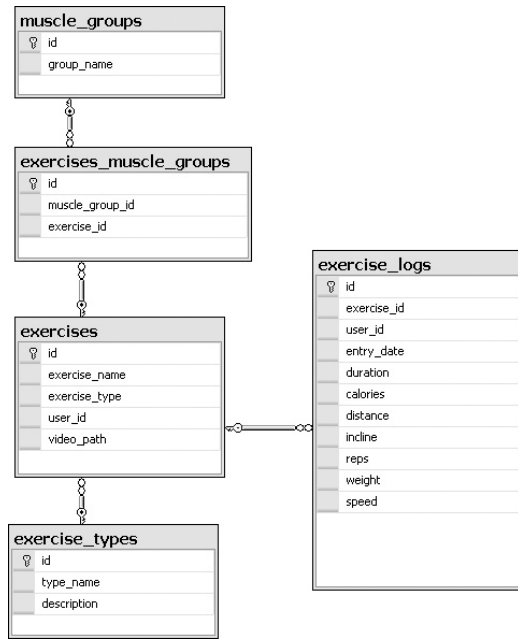 muscle_groups
id
group_name
exercises_muscle_groups
id
muscle_group_id
exercise_id
exercises
id
exercise_name
exercise_type
user_id
video_path
exercise_types
id
type_name
description
exercise_logs
id
exercise_id
user_id
entry_date
duration
calories
distance
incline
reps
weight
speed